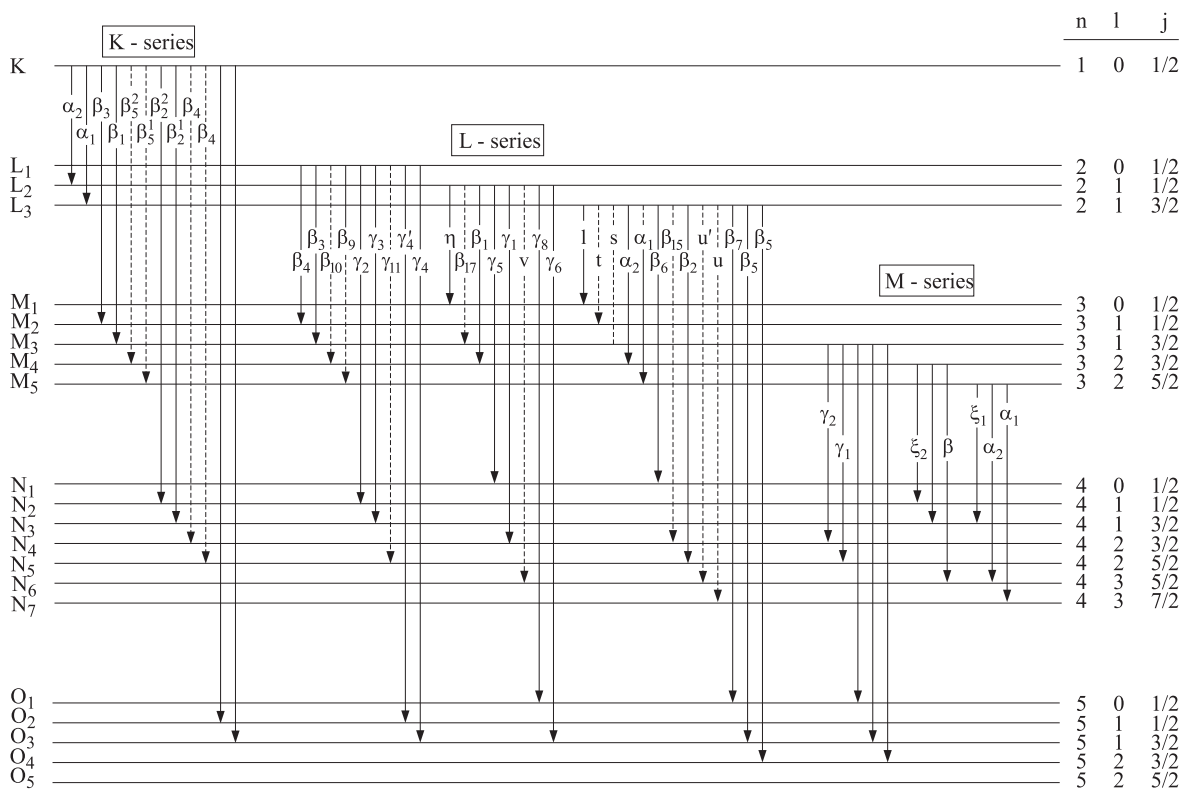 n l j
K - series
K 1 0 1/2
α₂ β₃ β₅² β₂² β₄
α₁ β₁ β₅¹ β₂¹ β₄
L - series
L₁ 2 0 1/2
L₂ 2 1 1/2
L₃ 2 1 3/2
β₃ β₉ γ₃ γ₄' η β₁ γ₁ γ₈ l s α₁ β₁₅ u' β₇ β₅
β₄ β₁₀ γ₂ γ₁₁ γ₄ β₁₇ γ₅ v γ₆ t α₂ β₆ β₂ u β₅
M - series
M₁ 3 0 1/2
M₂ 3 1 1/2
M₃ 3 1 3/2
M₄ 3 2 3/2
M₅ 3 2 5/2
γ₂ ξ₁ α₁
γ₁ ξ₂ β α₂
N₁ 4 0 1/2
N₂ 4 1 1/2
N₃ 4 1 3/2
N₄ 4 2 3/2
N₅ 4 2 5/2
N₆ 4 3 5/2
N₇ 4 3 7/2
O₁ 5 0 1/2
O₂ 5 1 1/2
O₃ 5 1 3/2
O₄ 5 2 3/2
O₅ 5 2 5/2